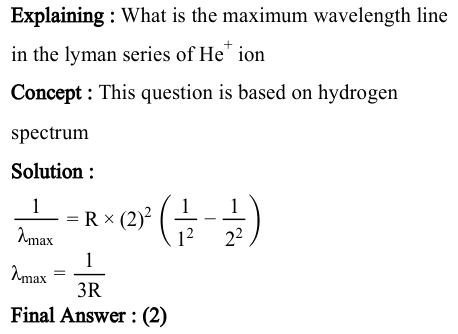 Explaining : What is the maximum wavelength line
in the lyman series of He⁺ ion
Concept : This question is based on hydrogen
spectrum
Solution :
1/λmax = R × (2)² (1/1² − 1/2²)
λmax = 1/3R
Final Answer : (2)